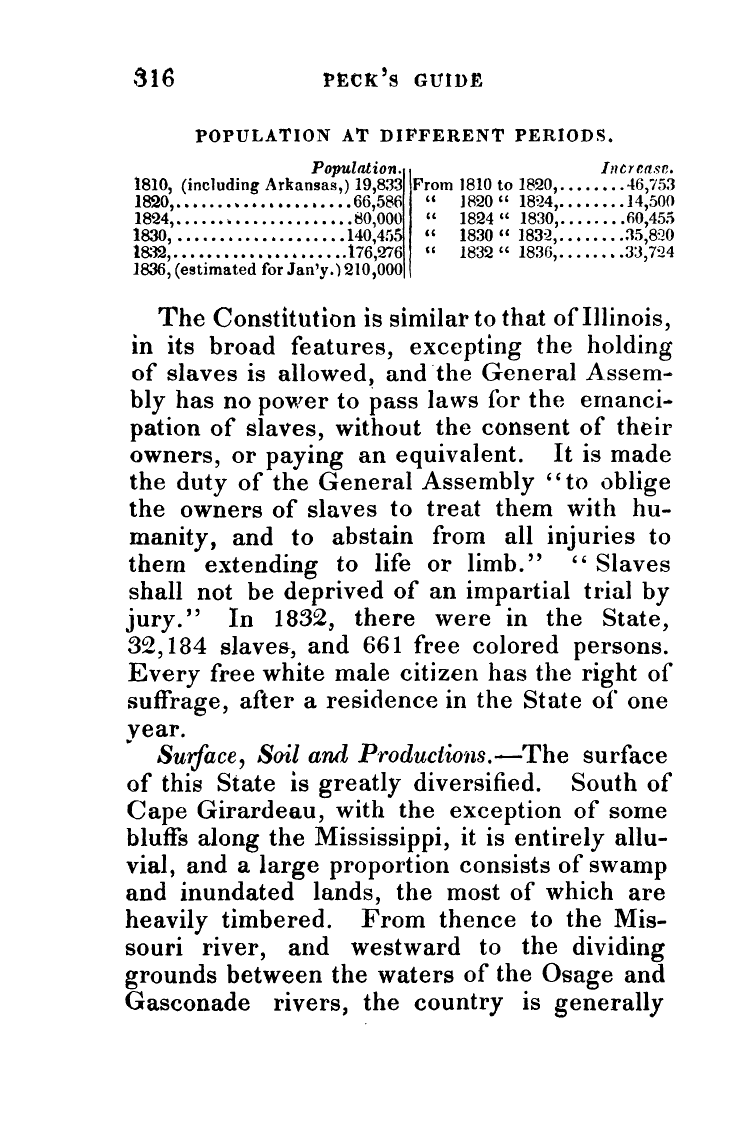 316 PECK'S GUIDE
POPULATION AT DIFFERENT PERIODS.
Population. Increase.
1810, (including Arkansas,) 19,833 From 1810 to 1820,........46,753
1820,.....................66,586 “ 1820 “ 1824,........14,500
1824,.....................80,000 “ 1824 “ 1830,........60,455
1830, ....................140,455 “ 1830 “ 1832,........35,820
1832,.....................176,276 “ 1832 “ 1836,........33,724
1836, (estimated for Jan'y.) 210,000
The Constitution is similar to that of Illinois,
in its broad features, excepting the holding
of slaves is allowed, and the General Assem-
bly has no power to pass laws for the emanci-
pation of slaves, without the consent of their
owners, or paying an equivalent. It is made
the duty of the General Assembly “to oblige
the owners of slaves to treat them with hu-
manity, and to abstain from all injuries to
them extending to life or limb.” “Slaves
shall not be deprived of an impartial trial by
jury.” In 1832, there were in the State,
32,184 slaves, and 661 free colored persons.
Every free white male citizen has the right of
suffrage, after a residence in the State of one
year.
Surface, Soil and Productions.—The surface
of this State is greatly diversified. South of
Cape Girardeau, with the exception of some
bluffs along the Mississippi, it is entirely allu-
vial, and a large proportion consists of swamp
and inundated lands, the most of which are
heavily timbered. From thence to the Mis-
souri river, and westward to the dividing
grounds between the waters of the Osage and
Gasconade rivers, the country is generally